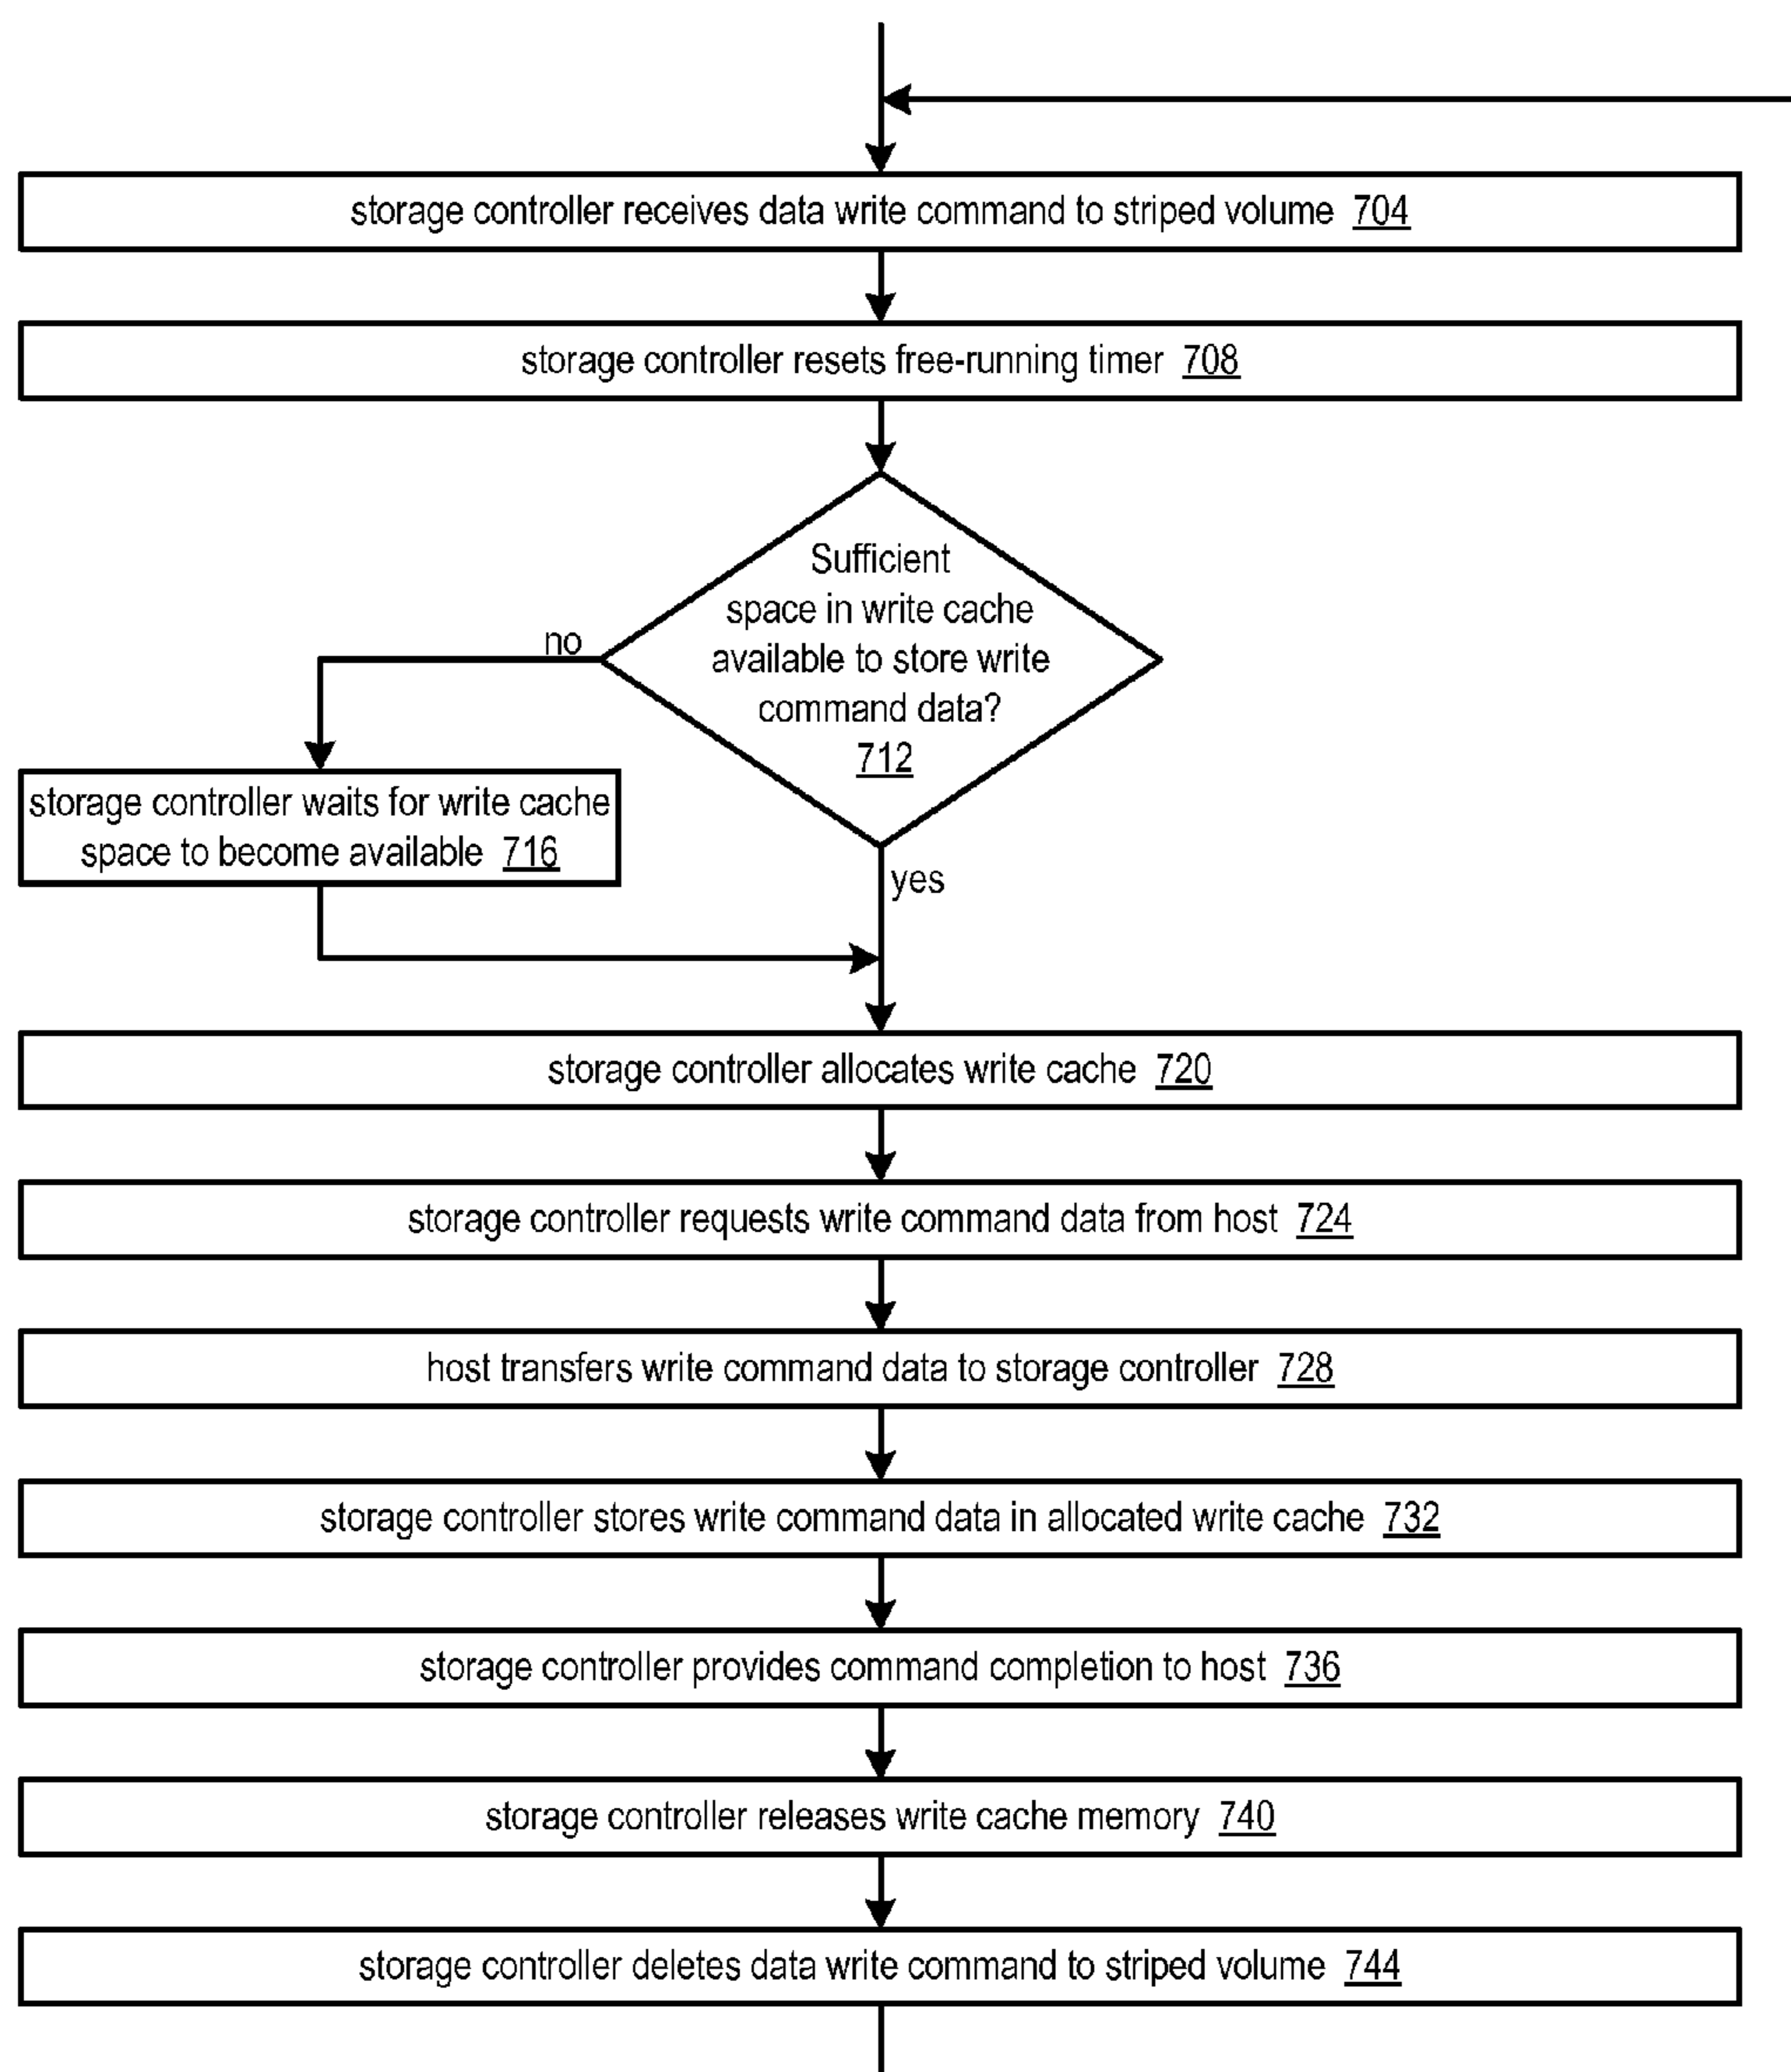 storage controller receives data write command to striped volume 704
storage controller resets free-running timer 708
Sufficient
space in write cache
available to store write
command data?
712
no
storage controller waits for write cache
space to become available 716
yes
storage controller allocates write cache 720
storage controller requests write command data from host 724
host transfers write command data to storage controller 728
storage controller stores write command data in allocated write cache 732
storage controller provides command completion to host 736
storage controller releases write cache memory 740
storage controller deletes data write command to striped volume 744